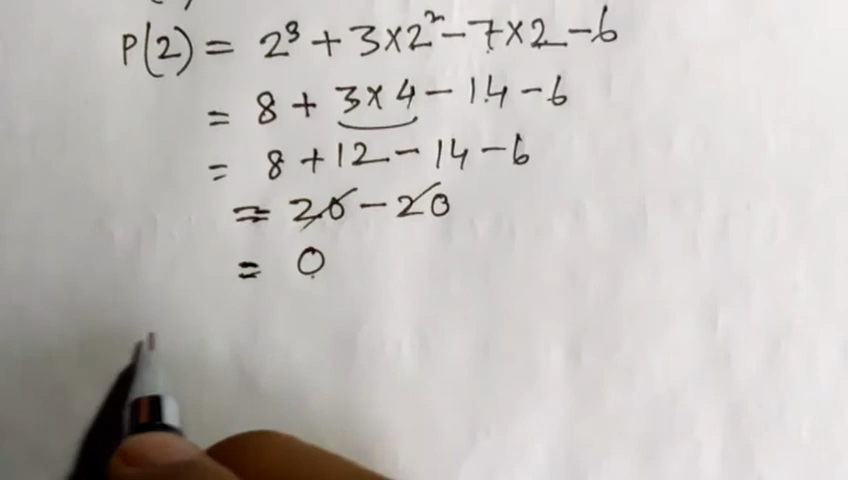 P(2) = 2³ + 3×2² - 7×2 - 6
= 8 + 3×4 - 14 - 6
= 8 + 12 - 14 - 6
= 20 - 20
= 0